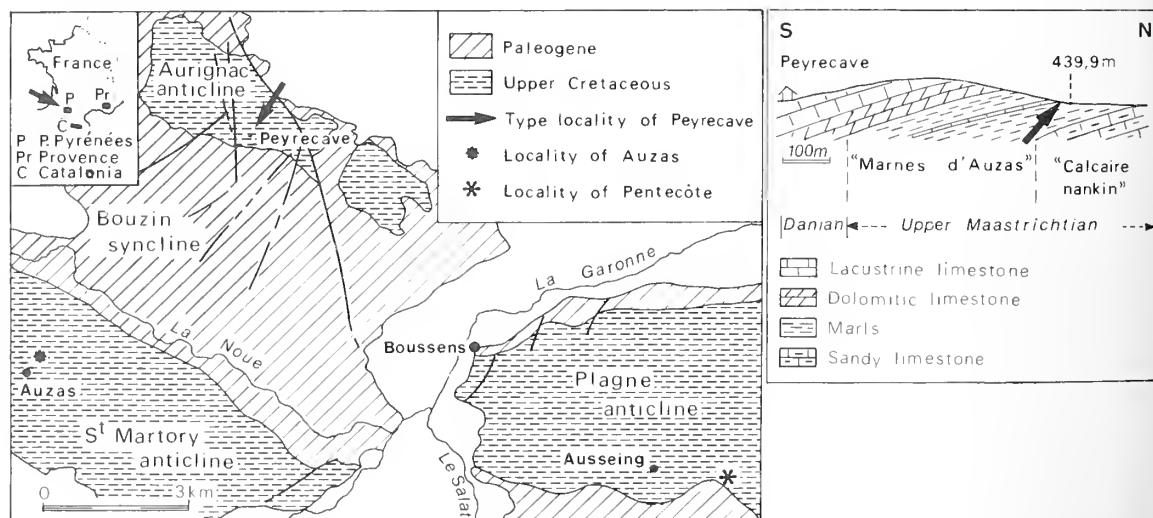 France
P
Pr
C
P P. Pyrénées
Pr Provence
C Catalonia
Aurignac
anticline
Peyrecave
Bouzin
syncline
La Noue
Auzas
St Martory
anticline
0 3km
Paleogene
Upper Cretaceous
Type locality of Peyrecave
Locality of Auzas
Locality of Pentecôte
La Garonne
Boussens
Plagne
anticline
Ausseing
Le Salat
S N
Peyrecave 439,9m
100m
"Marnes d'Auzas" "Calcaire
nankin"
Danian Upper Maastrichtian
Lacustrine limestone
Dolomitic limestone
Marls
Sandy limestone